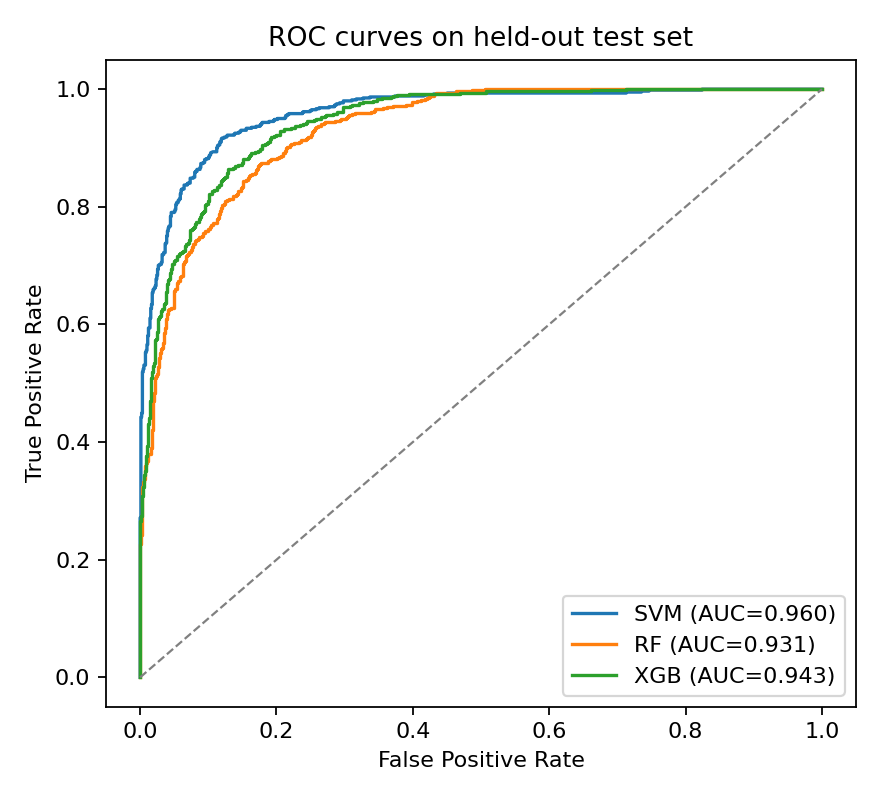 ROC curves on held-out test set
True Positive Rate
1.0
0.8
0.6
0.4
0.2
0.0
SVM (AUC=0.960)
RF (AUC=0.931)
XGB (AUC=0.943)
0.0 0.2 0.4 0.6 0.8 1.0
False Positive Rate